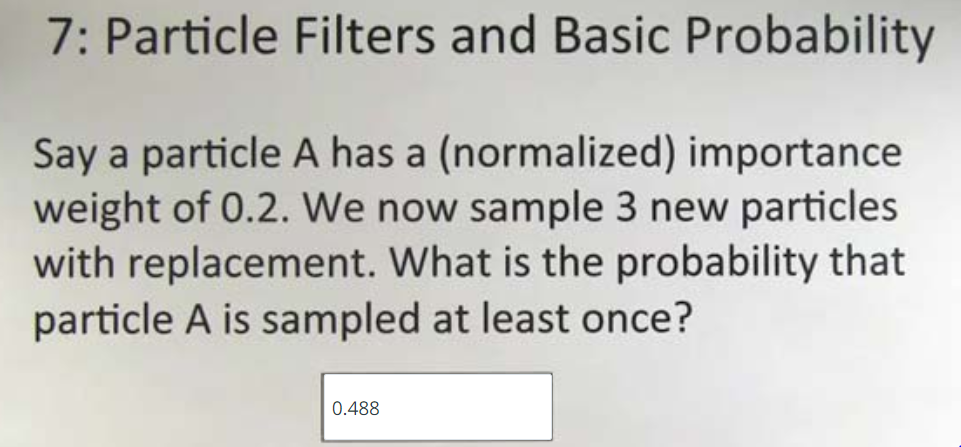 7: Particle Filters and Basic Probability
Say a particle A has a (normalized) importance
weight of 0.2. We now sample 3 new particles
with replacement. What is the probability that
particle A is sampled at least once?
0.488